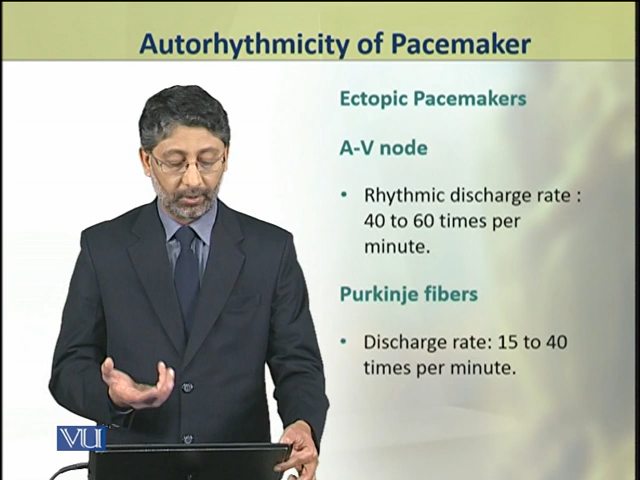 Autorhythmicity of Pacemaker
Ectopic Pacemakers
A-V node
• Rhythmic discharge rate :
40 to 60 times per
minute.
Purkinje fibers
• Discharge rate: 15 to 40
times per minute.
VU